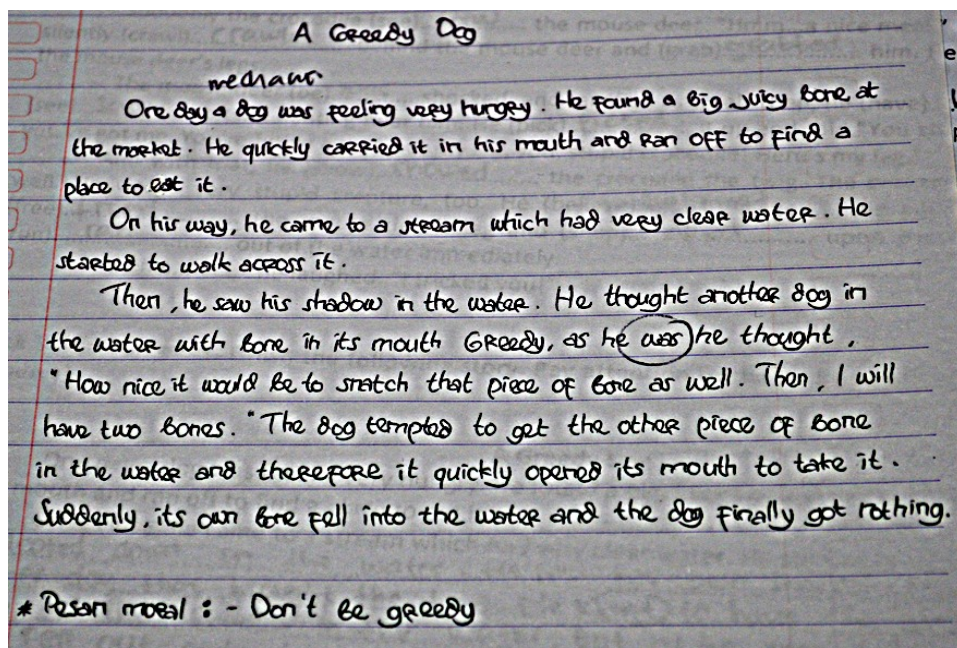 A Greedy Dog
One day a dog was feeling very hungry. He found a big juicy bone at
the market. He quickly carried it in his mouth and ran off to find a
place to eat it.
On his way, he came to a stream which had very clear water. He
started to walk across it.
Then, he saw his shadow in the water. He thought another dog in
the water with bone in its mouth Greedy, as he was he thought,
"How nice it would be to snatch that piece of bone as well. Then, I will
have two bones. "The dog tempted to get the other piece of bone
in the water and therefore it quickly opened its mouth to take it.
Suddenly, its own bone fell into the water and the dog finally got nothing.
* Pesan moral : - Don't be greedy